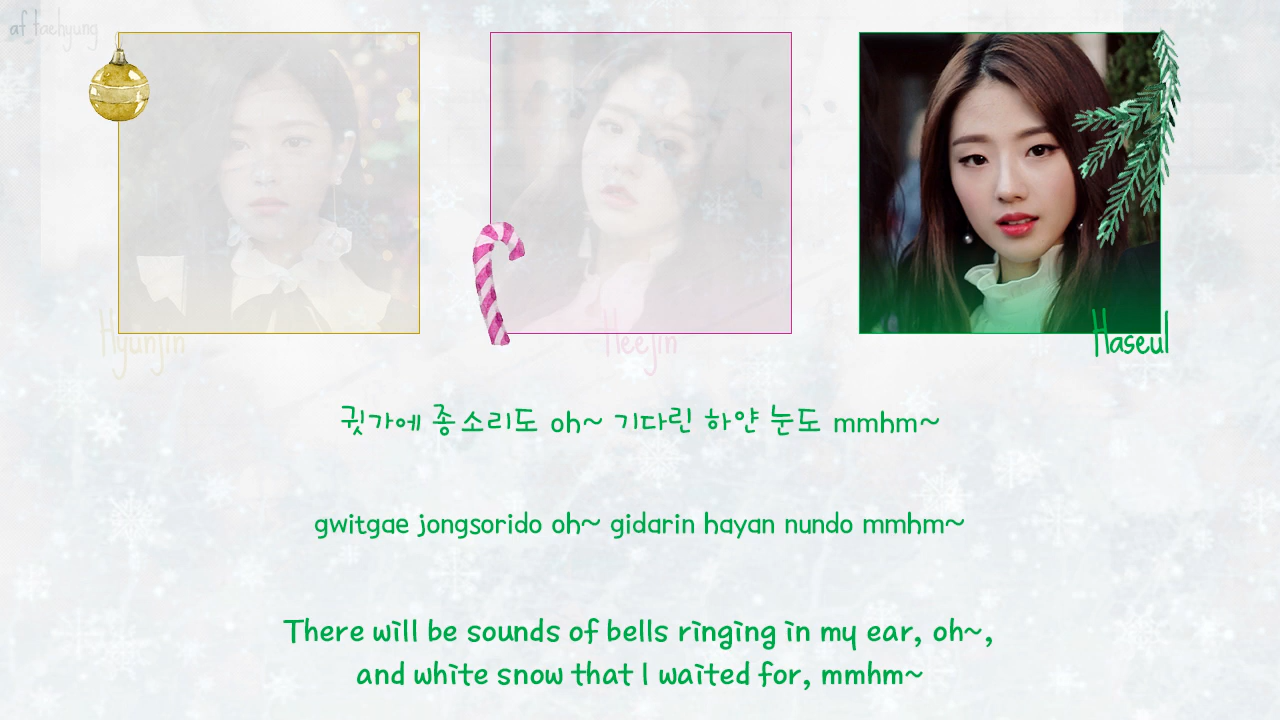 af taehyung
Hyunjin
Heejin
Haseul
귓가에 종소리도 oh~ 기다린 하얀 눈도 mmhm~
gwitgae jongsorido oh~ gidarin hayan nundo mmhm~
There will be sounds of bells ringing in my ear, oh~,
and white snow that I waited for, mmhm~